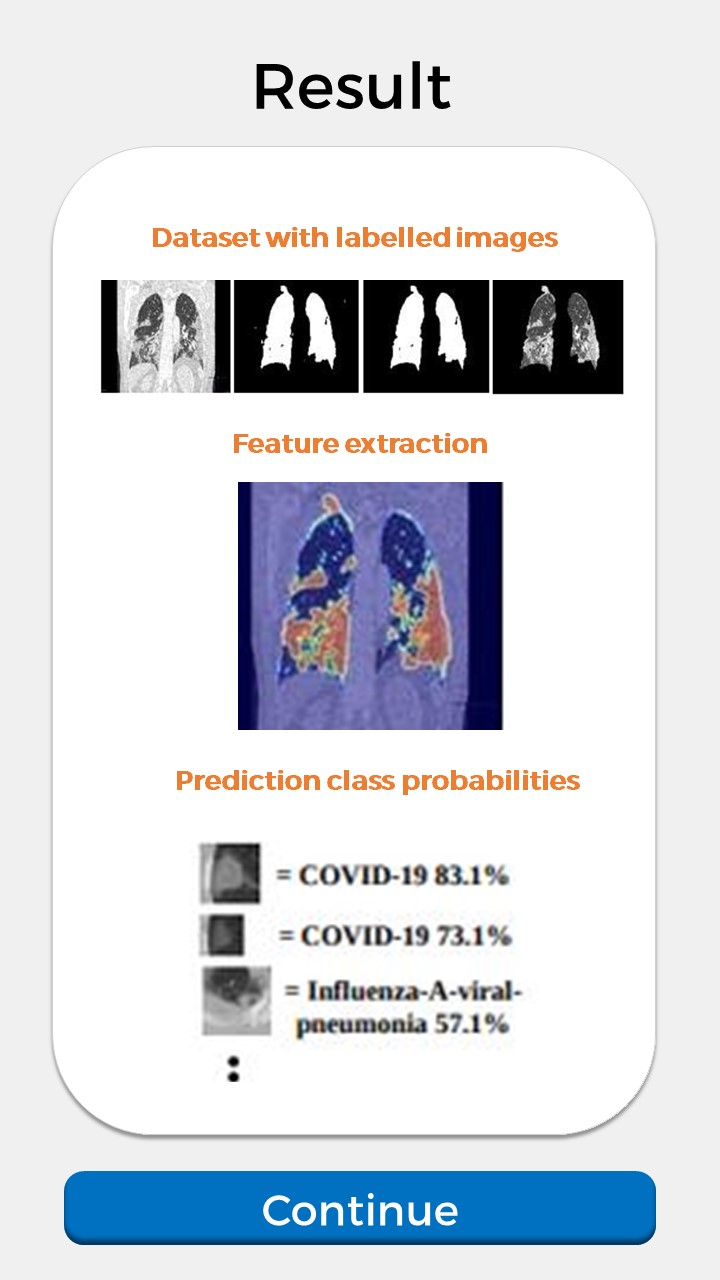 Result
Dataset with labelled images
Feature extraction
Prediction class probabilities
= COVID-19 83.1%
= COVID-19 73.1%
= Influenza-A-viral-
pneumonia 57.1%
:
Continue